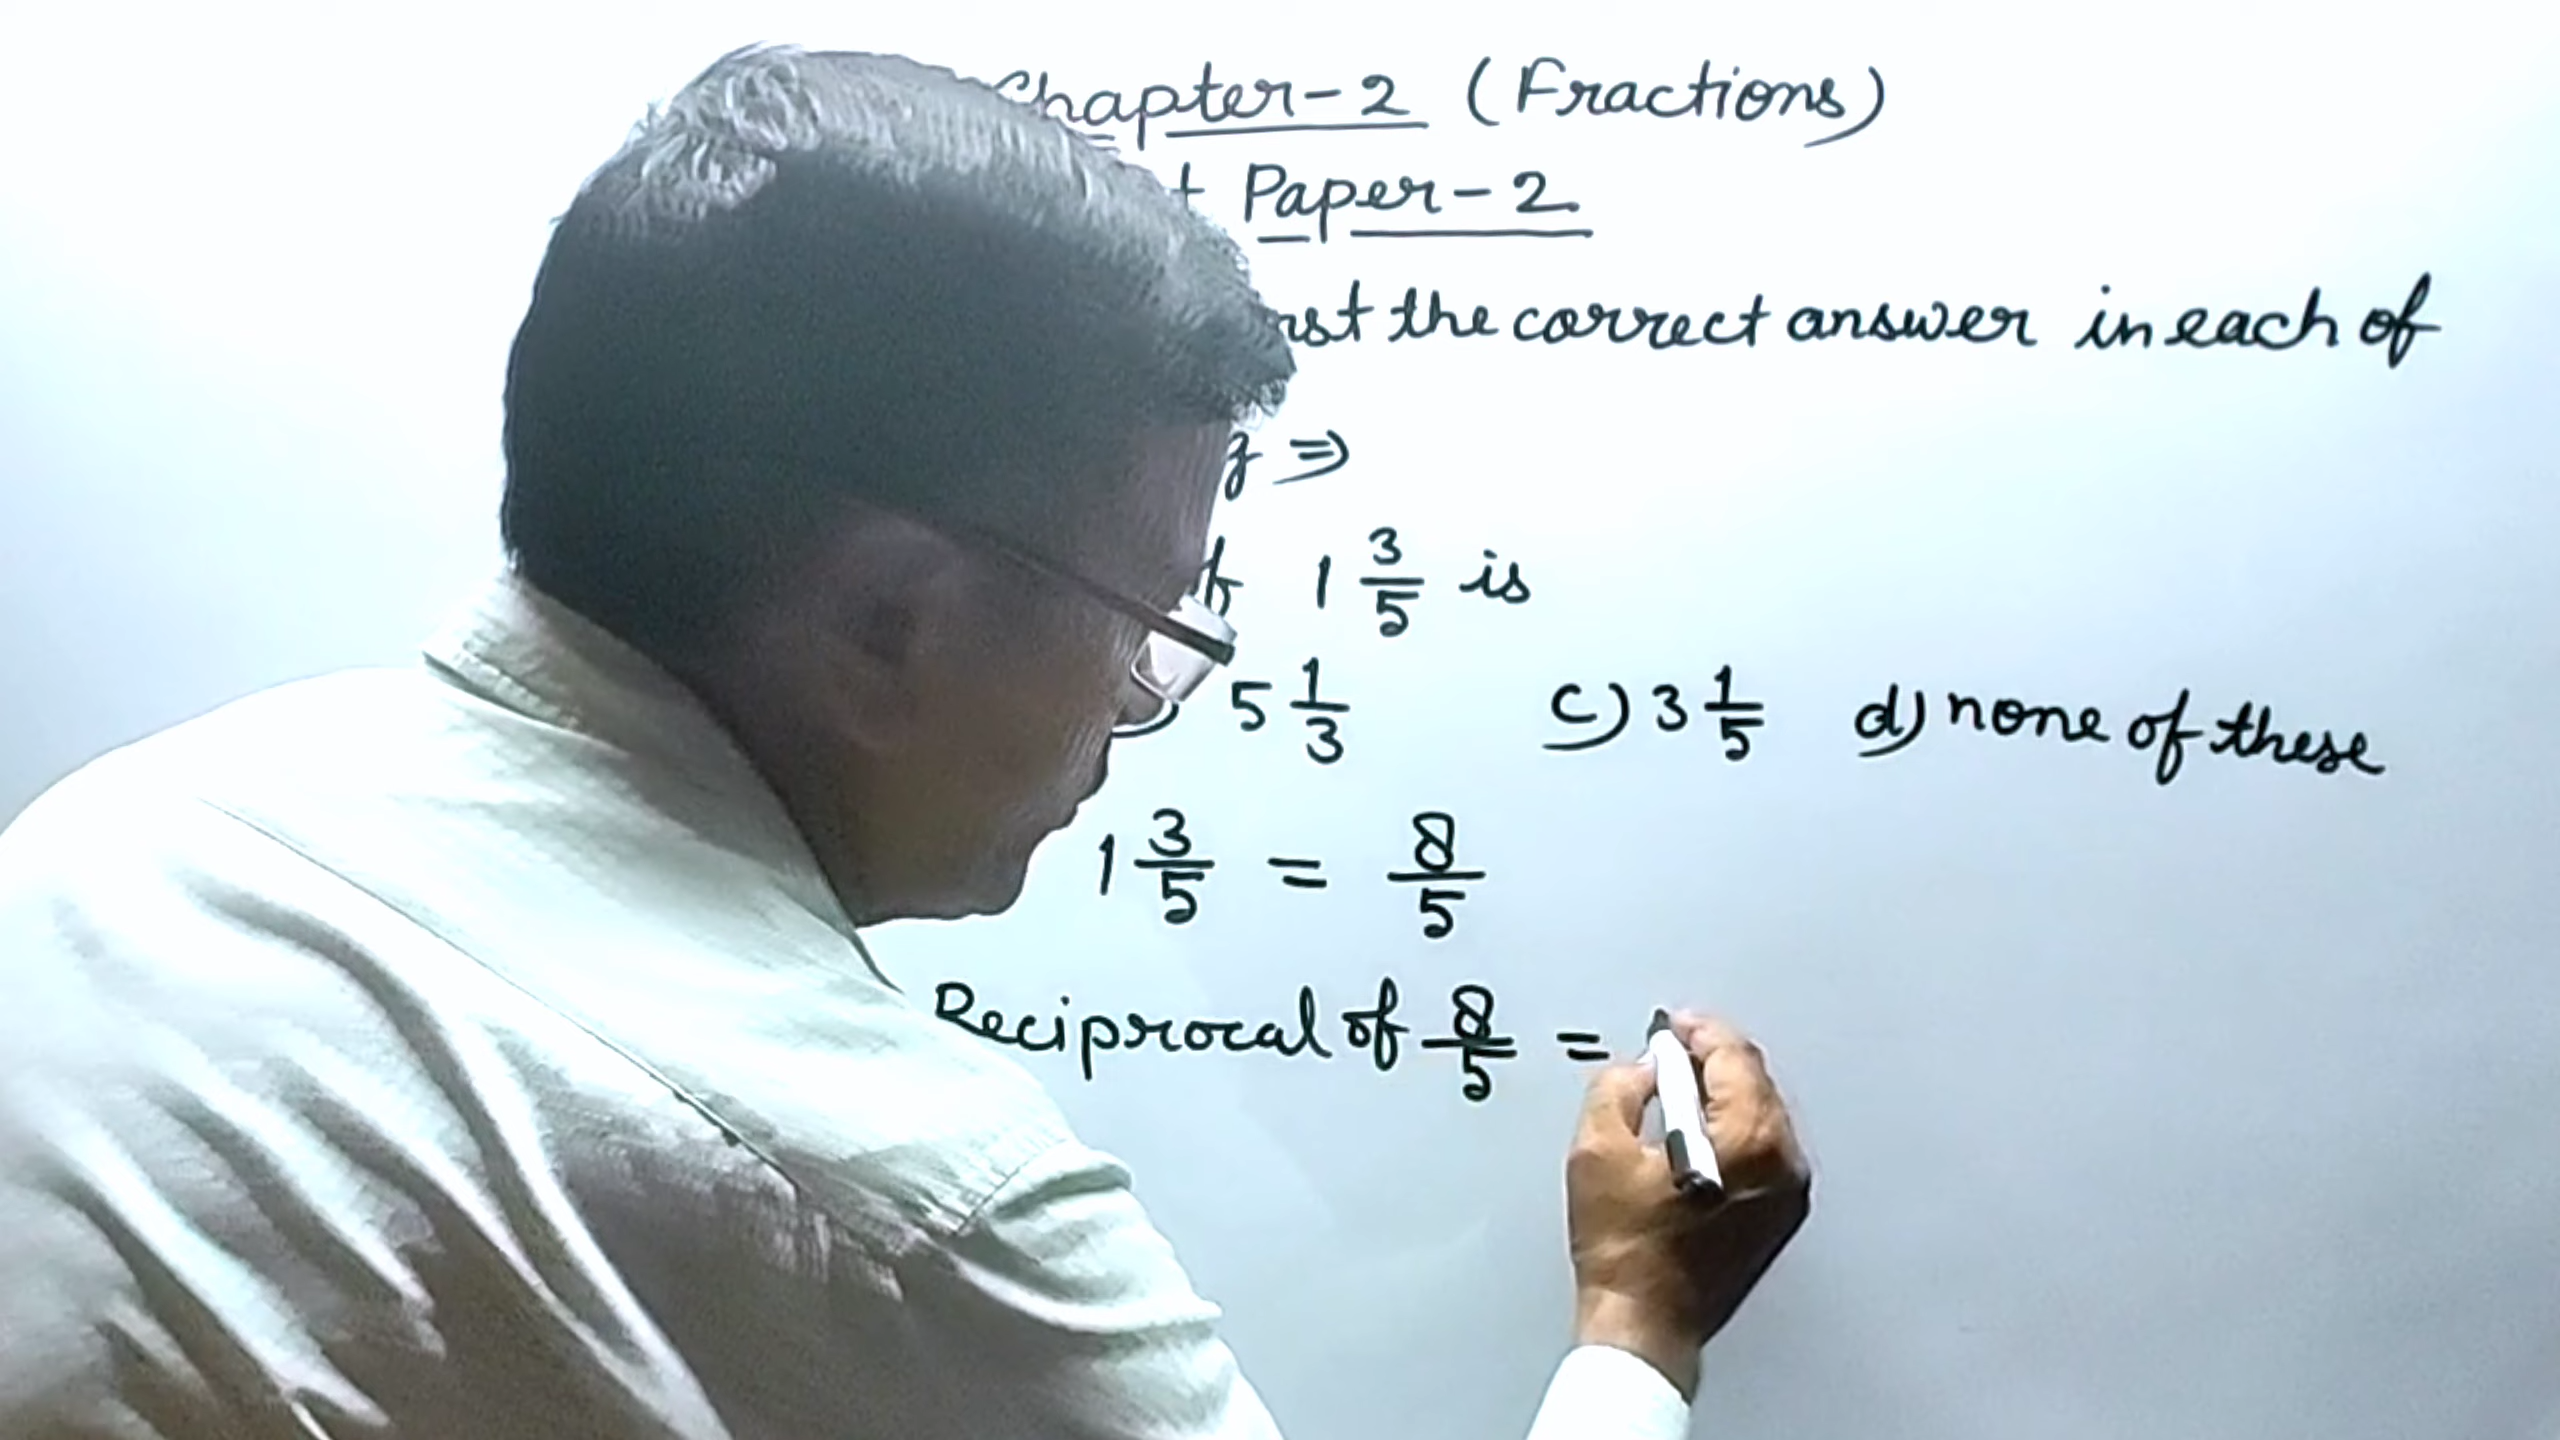 Chapter-2 (Fractions)
Paper-2
the correct answer in each of
⇒
1 3/5 is
5 1/3 c) 3 1/5 d) none of these
1 3/5 = 8/5
Reciprocal of 8/5 =